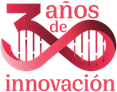 30 años
de
innovación